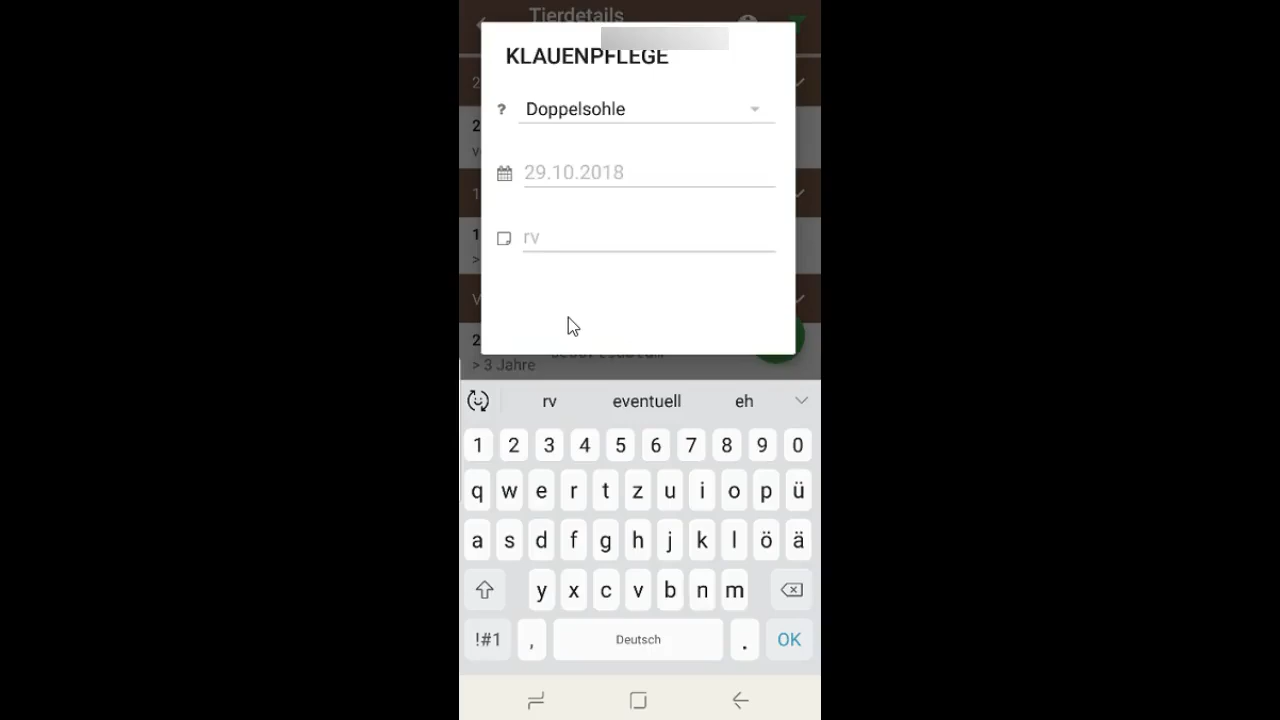 Tierdetails
KLAUENPFLEGE
? Doppelsohle
29.10.2018
rv
> 3 Jahre
rv eventuell eh
1 2 3 4 5 6 7 8 9 0
q w e r t z u i o p ü
a s d f g h j k l ö ä
y x c v b n m
!#1 , Deutsch . OK